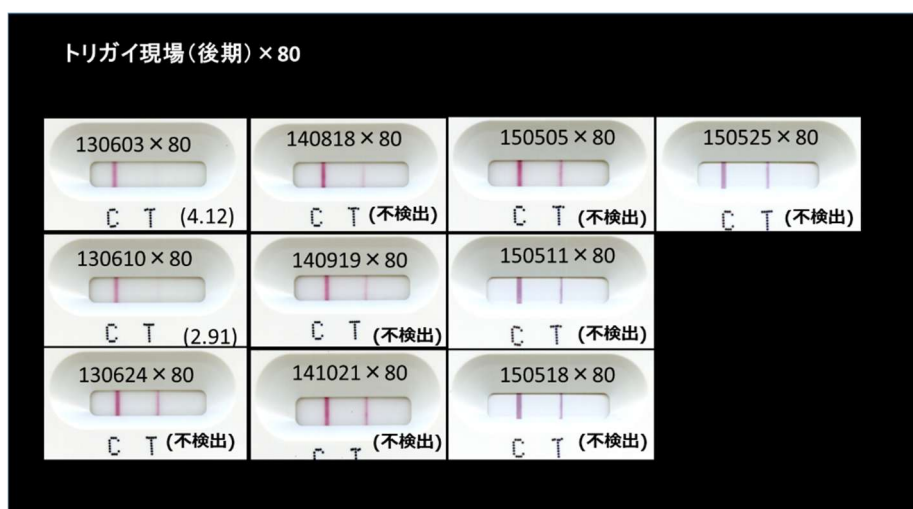 トリガイ現場(後期)×80
130603×80
C T (4.12)
140818×80
C T (不検出)
150505×80
C T (不検出)
150525×80
C T (不検出)
130610×80
C T (2.91)
140919×80
C T (不検出)
150511×80
C T (不検出)
130624×80
C T (不検出)
141021×80
C T (不検出)
150518×80
C T (不検出)